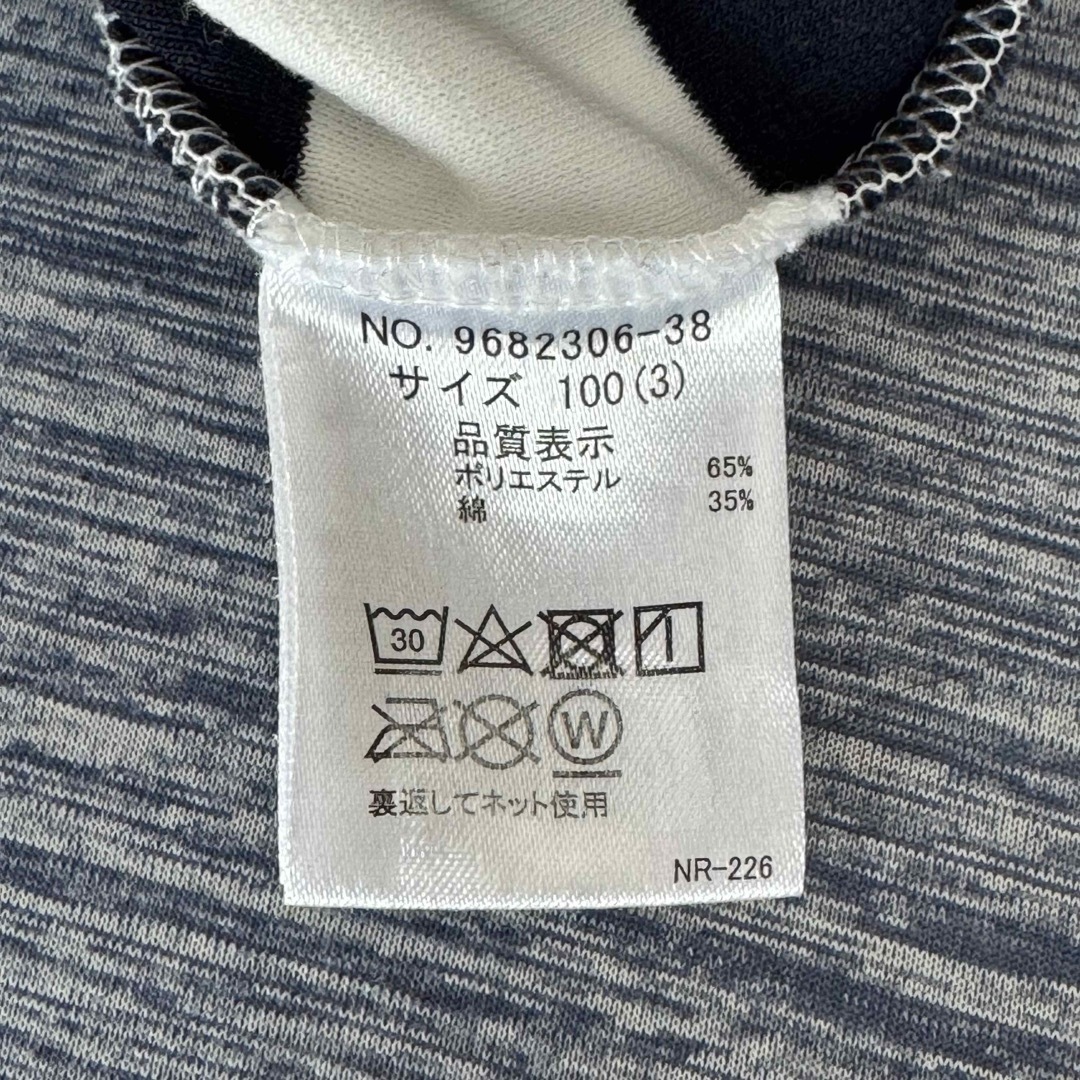 NO. 9682306-38
サイズ 100(3)
品質表示
ポリエステル 65%
綿 35%
30
W
裏返してネット使用
NR-226